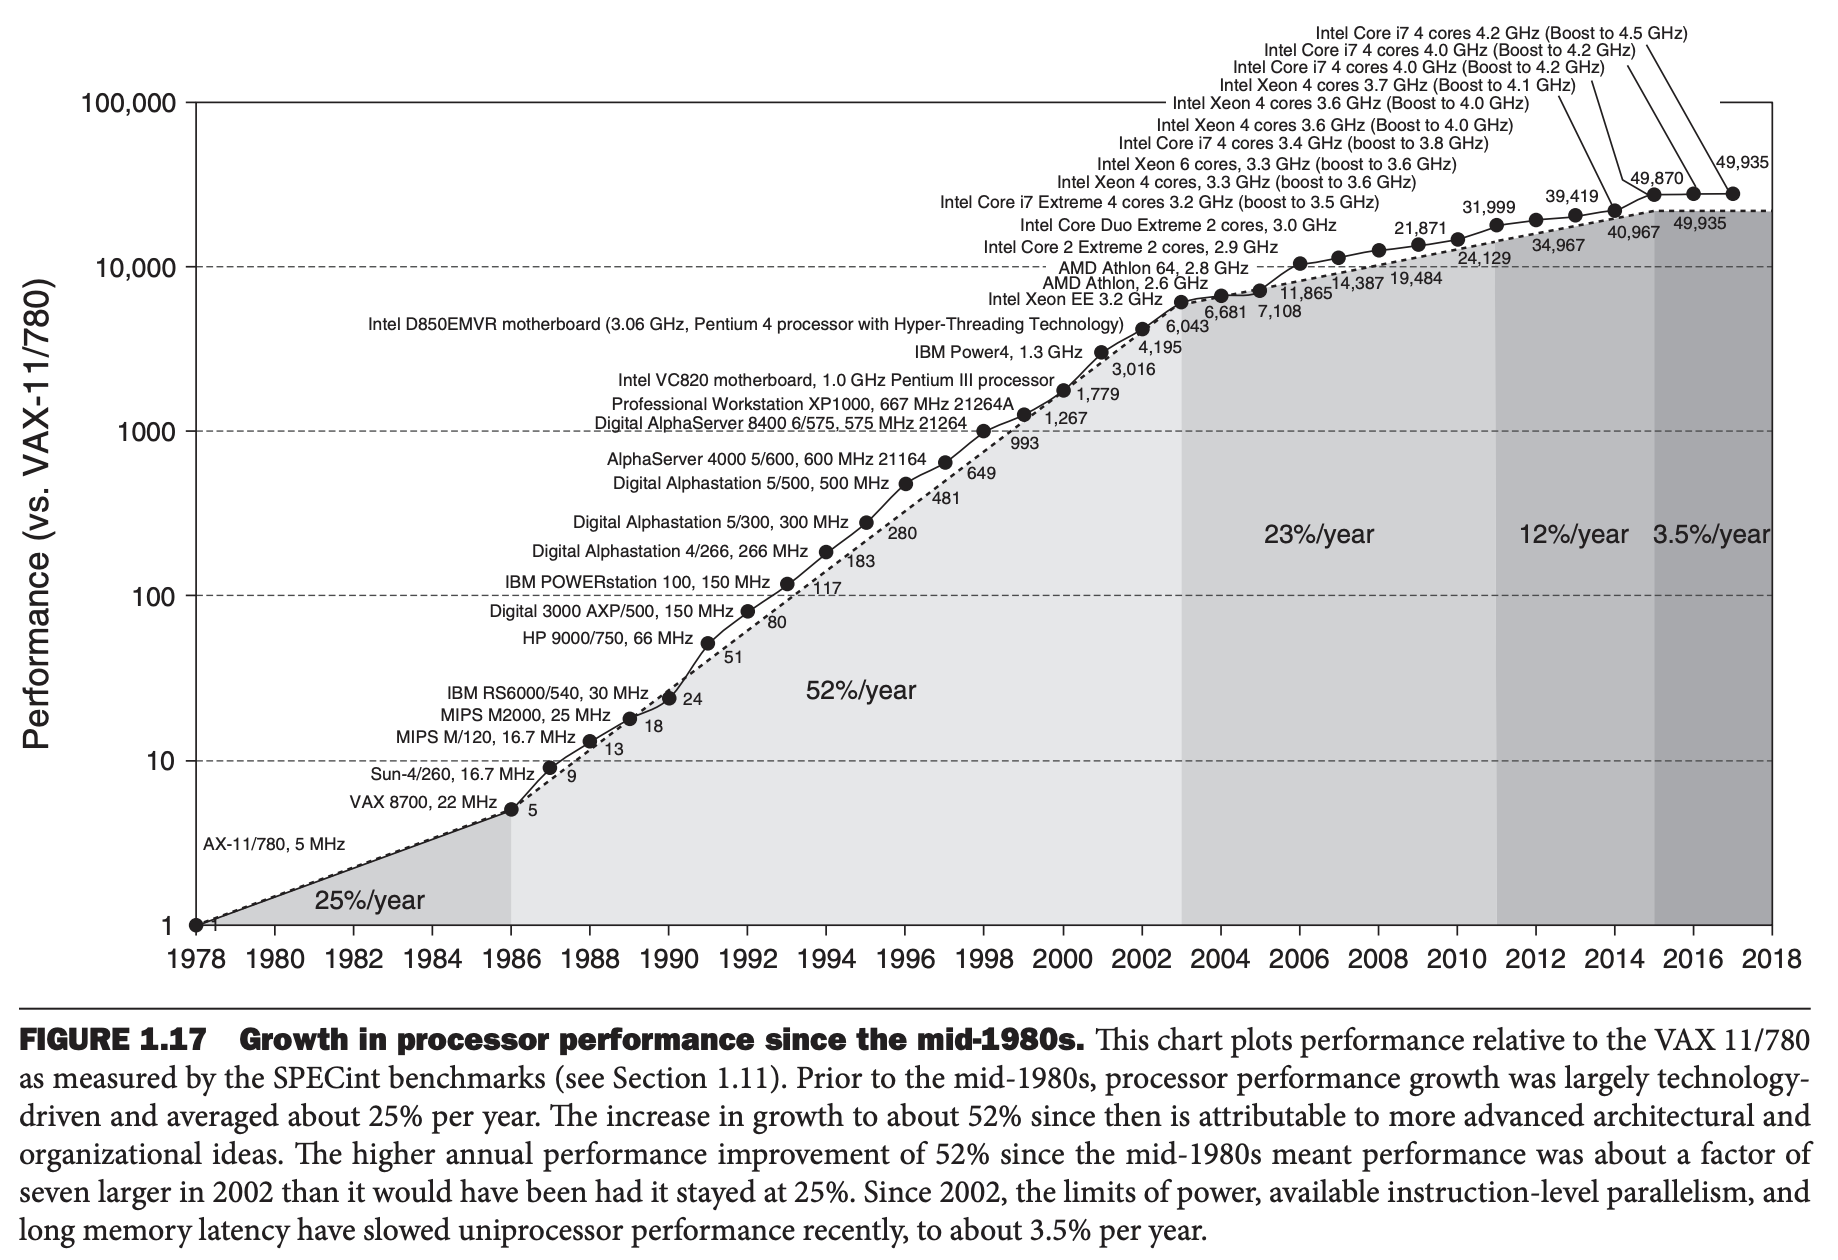 Intel Core i7 4 cores 4.2 GHz (Boost to 4.5 GHz)
Intel Core i7 4 cores 4.0 GHz (Boost to 4.2 GHz)
Intel Core i7 4 cores 4.0 GHz (Boost to 4.2 GHz)
Intel Xeon 4 cores 3.7 GHz (Boost to 4.1 GHz)
Intel Xeon 4 cores 3.6 GHz (Boost to 4.0 GHz)
Intel Xeon 4 cores 3.6 GHz (Boost to 4.0 GHz)
Intel Core i7 4 cores 3.4 GHz (boost to 3.8 GHz)
Intel Xeon 6 cores, 3.3 GHz (boost to 3.6 GHz)
Intel Xeon 4 cores, 3.3 GHz (boost to 3.6 GHz)
Intel Core i7 Extreme 4 cores 3.2 GHz (boost to 3.5 GHz)
Intel Core Duo Extreme 2 cores, 3.0 GHz
Intel Core 2 Extreme 2 cores, 2.9 GHz
AMD Athlon 64, 2.8 GHz
AMD Athlon, 2.6 GHz
Intel Xeon EE 3.2 GHz
Intel D850EMVR motherboard (3.06 GHz, Pentium 4 processor with Hyper-Threading Technology)
IBM Power4, 1.3 GHz
Intel VC820 motherboard, 1.0 GHz Pentium III processor
Professional Workstation XP1000, 667 MHz 21264A
Digital AlphaServer 8400 6/575, 575 MHz 21264
AlphaServer 4000 5/600, 600 MHz 21164
Digital Alphastation 5/500, 500 MHz
Digital Alphastation 5/300, 300 MHz
Digital Alphastation 4/266, 266 MHz
IBM POWERstation 100, 150 MHz
Digital 3000 AXP/500, 150 MHz
HP 9000/750, 66 MHz
IBM RS6000/540, 30 MHz
MIPS M2000, 25 MHz
MIPS M/120, 16.7 MHz
Sun-4/260, 16.7 MHz
VAX 8700, 22 MHz
AX-11/780, 5 MHz
49,935
49,870
39,419
31,999
21,871
49,935
40,967
34,967
24,129
19,484
14,387
11,865
7,108
6,681
6,043
4,195
3,016
1,779
1,267
993
649
481
280
183
117
80
51
24
18
13
9
5
25%/year
52%/year
23%/year
12%/year
3.5%/year
Performance (vs. VAX-11/780)
100,000
10,000
1000
100
10
1
1978 1980 1982 1984 1986 1988 1990 1992 1994 1996 1998 2000 2002 2004 2006 2008 2010 2012 2014 2016 2018
FIGURE 1.17 Growth in processor performance since the mid-1980s. This chart plots performance relative to the VAX 11/780
as measured by the SPECint benchmarks (see Section 1.11). Prior to the mid-1980s, processor performance growth was largely technology-
driven and averaged about 25% per year. The increase in growth to about 52% since then is attributable to more advanced architectural and
organizational ideas. The higher annual performance improvement of 52% since the mid-1980s meant performance was about a factor of
seven larger in 2002 than it would have been had it stayed at 25%. Since 2002, the limits of power, available instruction-level parallelism, and
long memory latency have slowed uniprocessor performance recently, to about 3.5% per year.